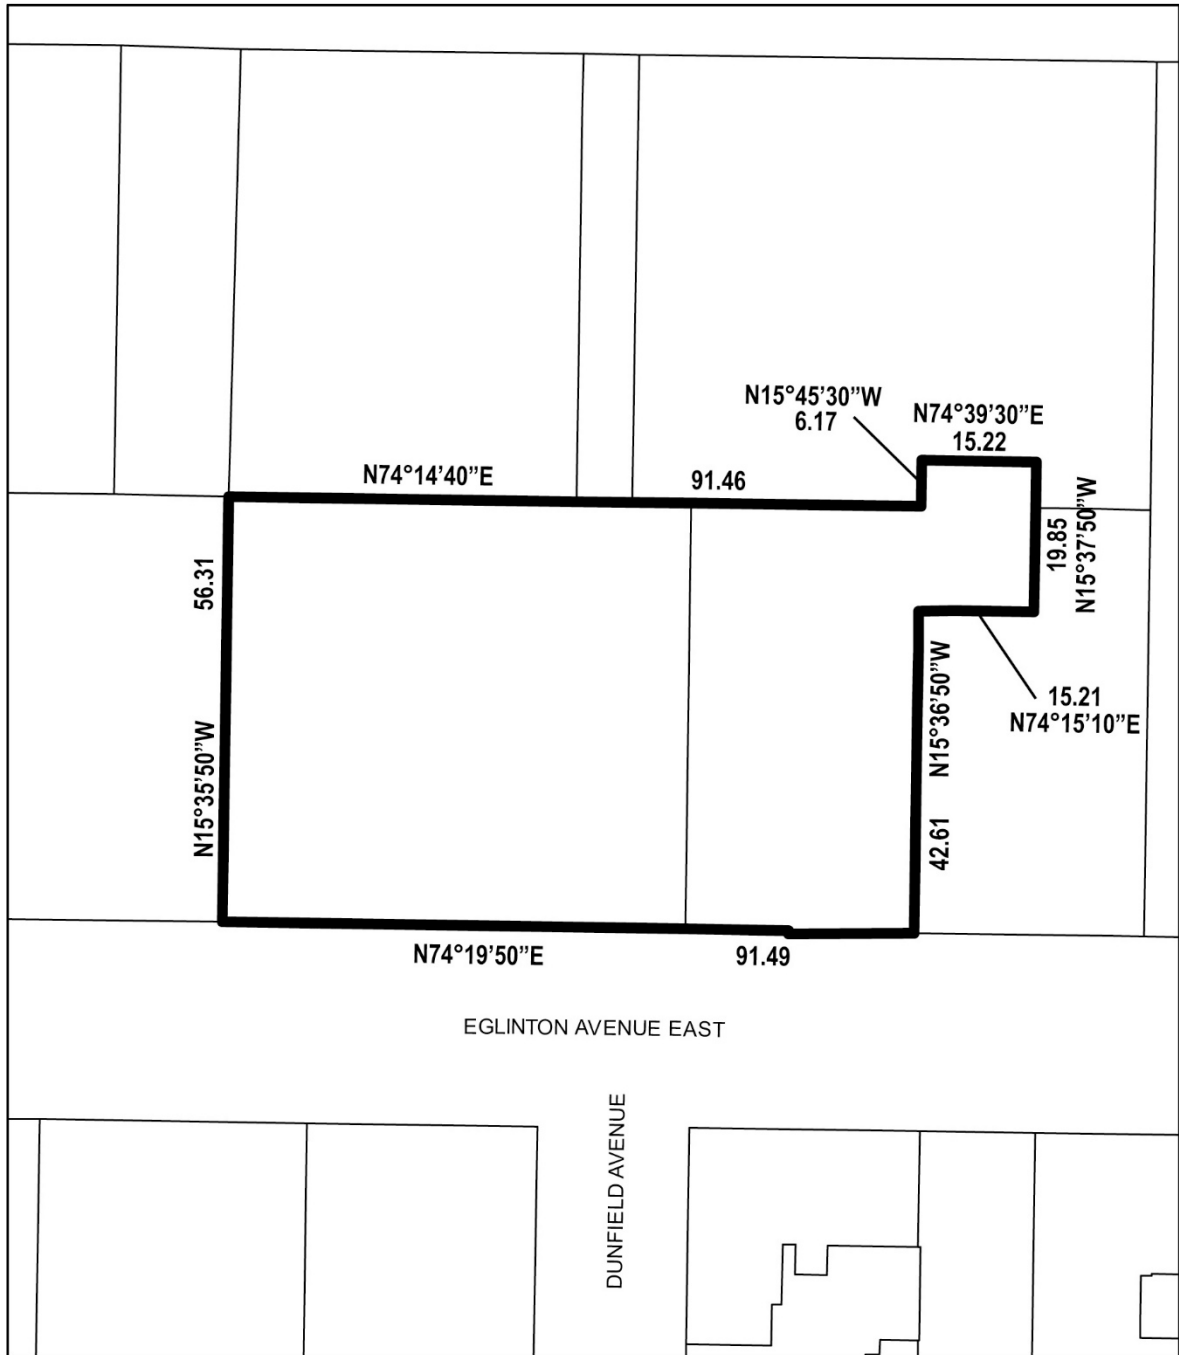 N15°45’30”W
6.17
N74°39’30”E
15.22
N74°14’40”E
91.46
19.85
N15°37’50”W
56.31
N15°35’50”W
N15°36’50”W
42.61
15.21
N74°15’10”E
N74°19’50”E
91.49
EGLINTON AVENUE EAST
DUNFIELD AVENUE